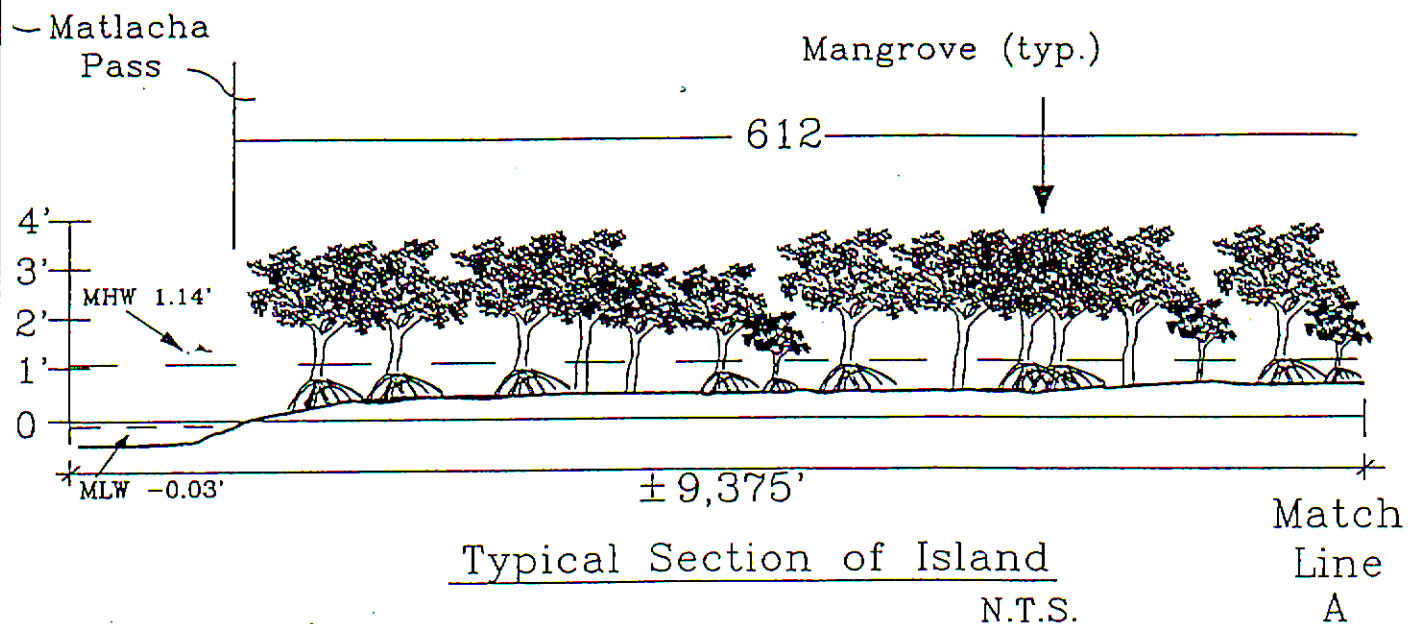 Matlacha
Pass
Mangrove (typ.)
612
4'
3'
MHW 1.14'
2'
1'
0
MLW -0.03'
±9,375'
Typical Section of Island
N.T.S.
Match
Line
A